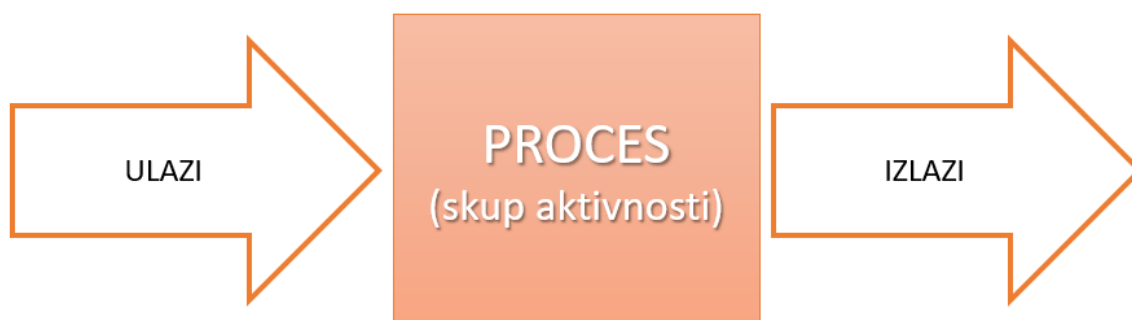 ULAZI
PROCES
(skup aktivnosti)
IZLAZI